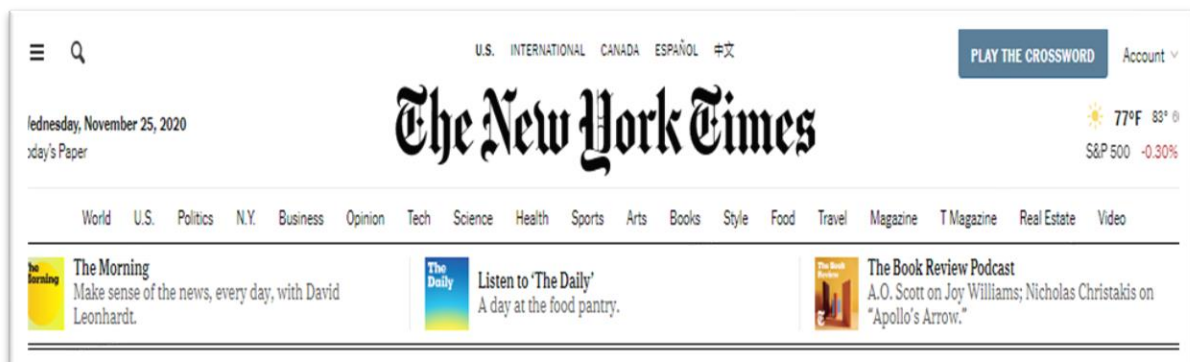 U.S. INTERNATIONAL CANADA ESPAÑOL 中文
PLAY THE CROSSWORD
Account
ednesday, November 25, 2020
oday's Paper
The New York Times
77°F 83°
S&P 500 -0.30%
World U.S. Politics N.Y. Business Opinion Tech Science Health Sports Arts Books Style Food Travel Magazine T Magazine Real Estate Video
The Morning
Make sense of the news, every day, with David
Leonhardt.
The
Daily
Listen to 'The Daily'
A day at the food pantry.
The Book
Review
The Book Review Podcast
A.O. Scott on Joy Williams; Nicholas Christakis on
"Apollo's Arrow."